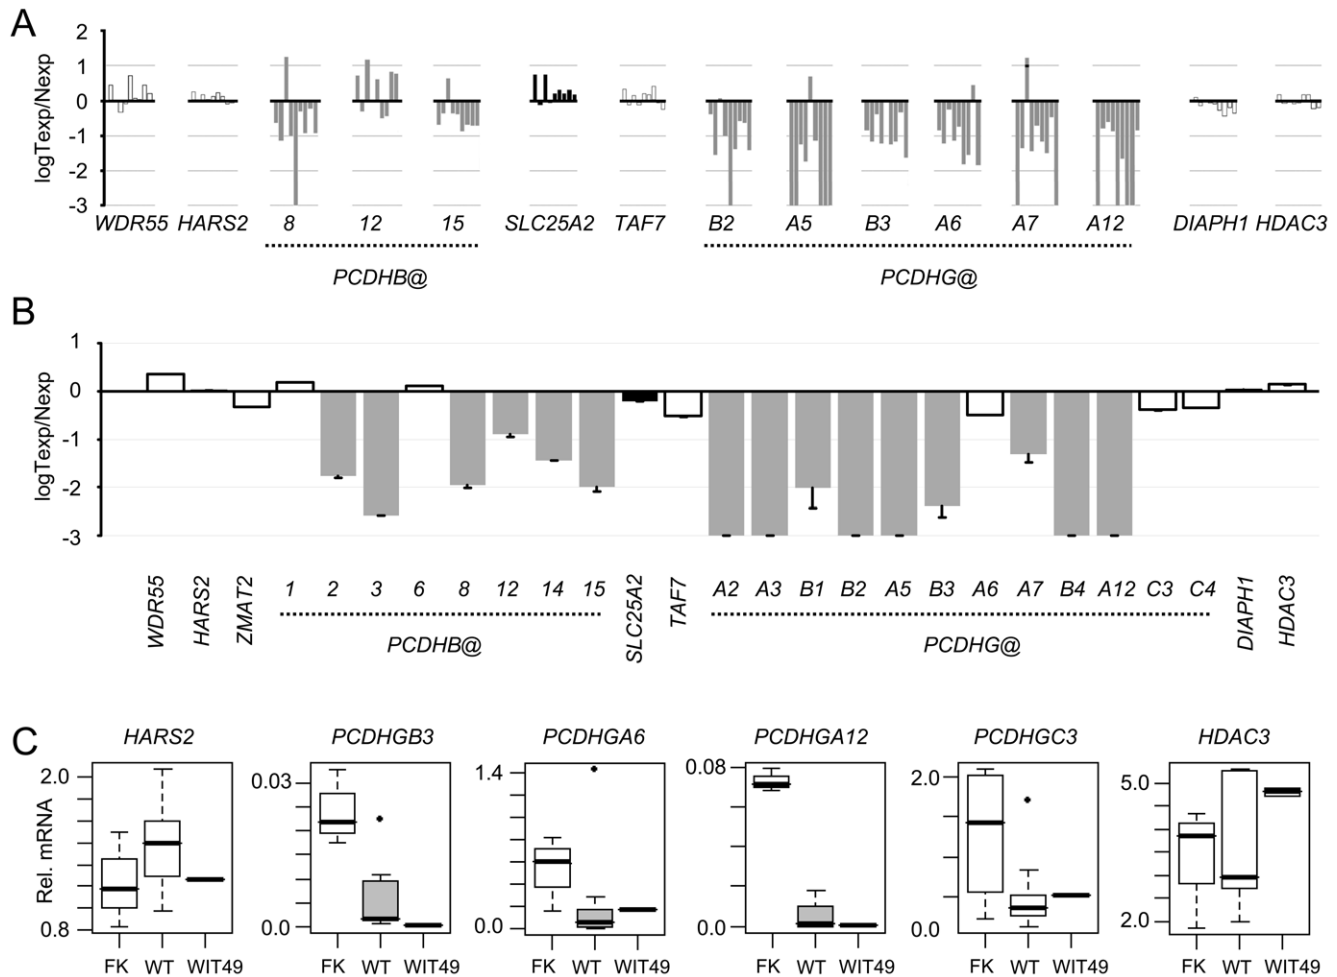 A
logTexp/Nexp
2
1
0
-1
-2
-3
WDR55 HARS2 8 12 15 SLC25A2 TAF7 B2 A5 B3 A6 A7 A12 DIAPH1 HDAC3
PCDHB@ PCDHG@
B
logTexp/Nexp
1
0
-1
-2
-3
WDR55 HARS2 ZMAT2 1 2 3 6 8 12 14 15 SLC25A2 TAF7 A2 A3 B1 B2 A5 B3 A6 A7 B4 A12 C3 C4 DIAPH1 HDAC3
PCDHB@ PCDHG@
C
HARS2 PCDHGB3 PCDHGA6 PCDHGA12 PCDHGC3 HDAC3
Rel. mRNA
2.0 0.03 1.4 0.08 2.0 5.0
0.8 0.0 0.0 0.0 0.0 2.0
FK WT WIT49 FK WT WIT49 FK WT WIT49 FK WT WIT49 FK WT WIT49 FK WT WIT49